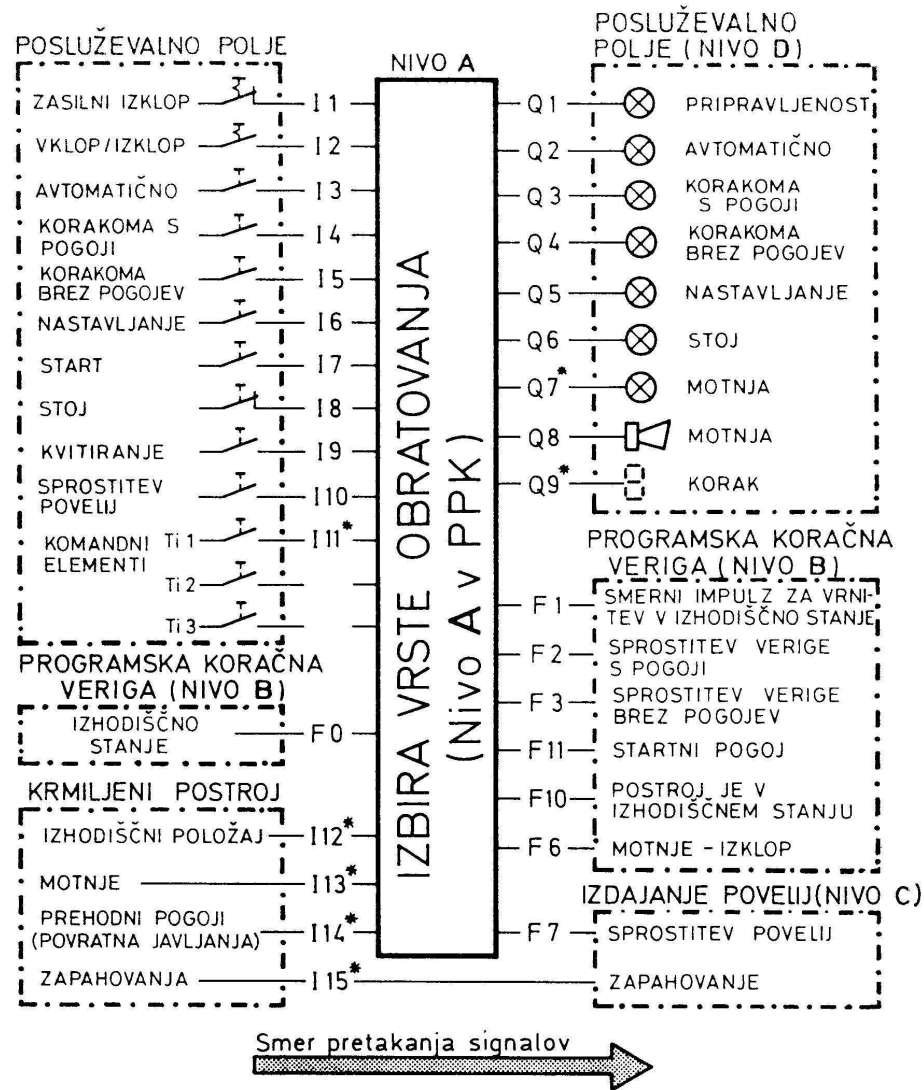 POSLUŽEVALNO POLJE
ZASILNI IZKLOP I1
VKLOP/IZKLOP I2
AVTOMATIČNO I3
KORAKOMA S
POGOJI I4
KORAKOMA
BREZ POGOJEV I5
NASTAVLJANJE I6
START I7
STOJ I8
KVITIRANJE I9
SPROSTITEV
POVELIJ I10
KOMANDNI
ELEMENTI
Ti 1 I11*
Ti 2
Ti 3
PROGRAMSKA KORAČNA
VERIGA (NIVO B)
IZHODIŠČNO
STANJE F0
KRMILJENI POSTROJ
IZHODIŠČNI POLOŽAJ I12*
MOTNJE I13*
PREHODNI POGOJI
(POVRATNA JAVLJANJA) I14*
ZAPAHOVANJA I15*
NIVO A
IZBIRA VRSTE OBRATOVANJA
(Nivo A v PPK)
POSLUŽEVALNO
POLJE (NIVO D)
Q1 PRIPRAVLJENOST
Q2 AVTOMATIČNO
Q3 KORAKOMA
S POGOJI
Q4 KORAKOMA
BREZ POGOJEV
Q5 NASTAVLJANJE
Q6 STOJ
Q7* MOTNJA
Q8 MOTNJA
Q9* KORAK
PROGRAMSKA KORAČNA
VERIGA (NIVO B)
F1 SMERNI IMPULZ ZA VRNI-
TEV V IZHODIŠČNO STANJE
F2 SPROSTITEV VERIGE
S POGOJI
F3 SPROSTITEV VERIGE
BREZ POGOJEV
F11 STARTNI POGOJ
F10 POSTROJ JE V
IZHODIŠČNEM STANJU
F6 MOTNJE - IZKLOP
IZDAJANJE POVELIJ(NIVO C)
F7 SPROSTITEV POVELIJ
ZAPAHOVANJE
Smer pretakanja signalov